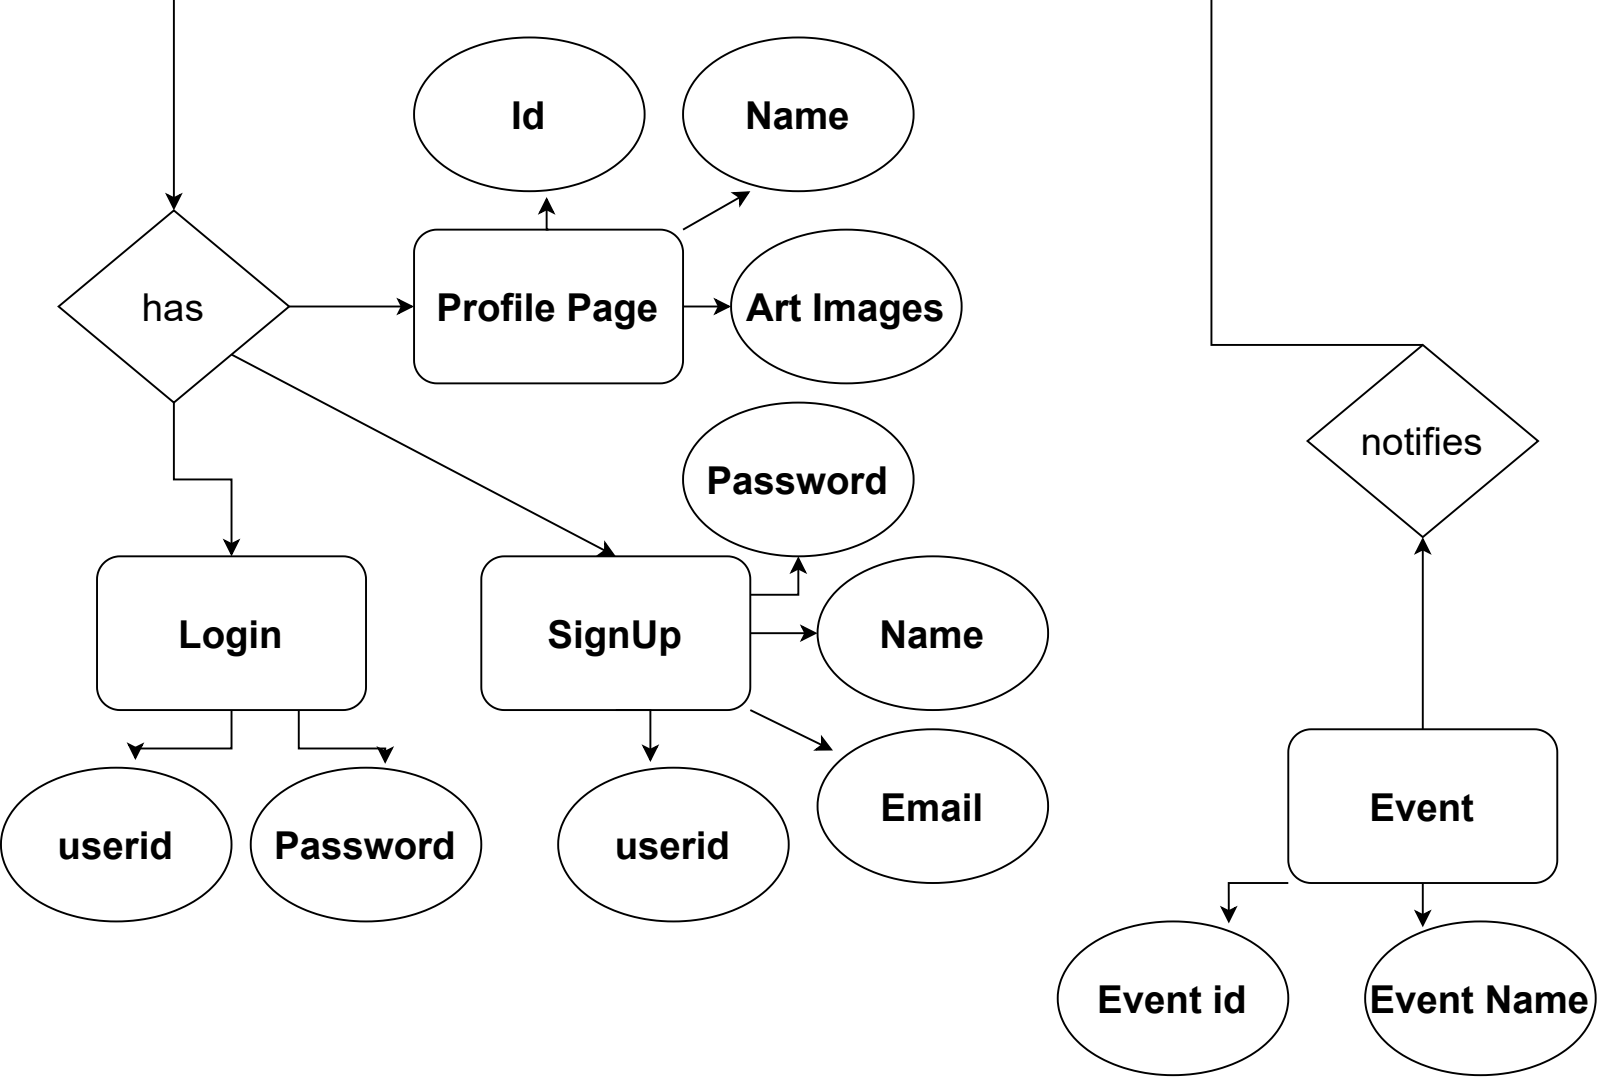 Id
Name
has
Profile Page
Art Images
notifies
Password
Login
SignUp
Name
Event
Email
userid
Password
userid
Event id
Event Name